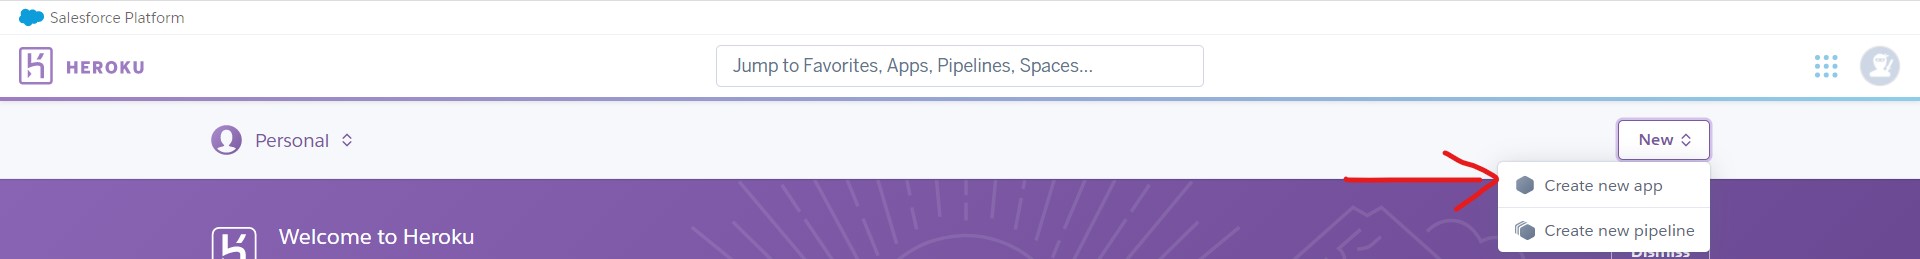 Salesforce Platform
HEROKU
Jump to Favorites, Apps, Pipelines, Spaces...
Personal
New
Create new app
Create new pipeline
Welcome to Heroku
Dismiss